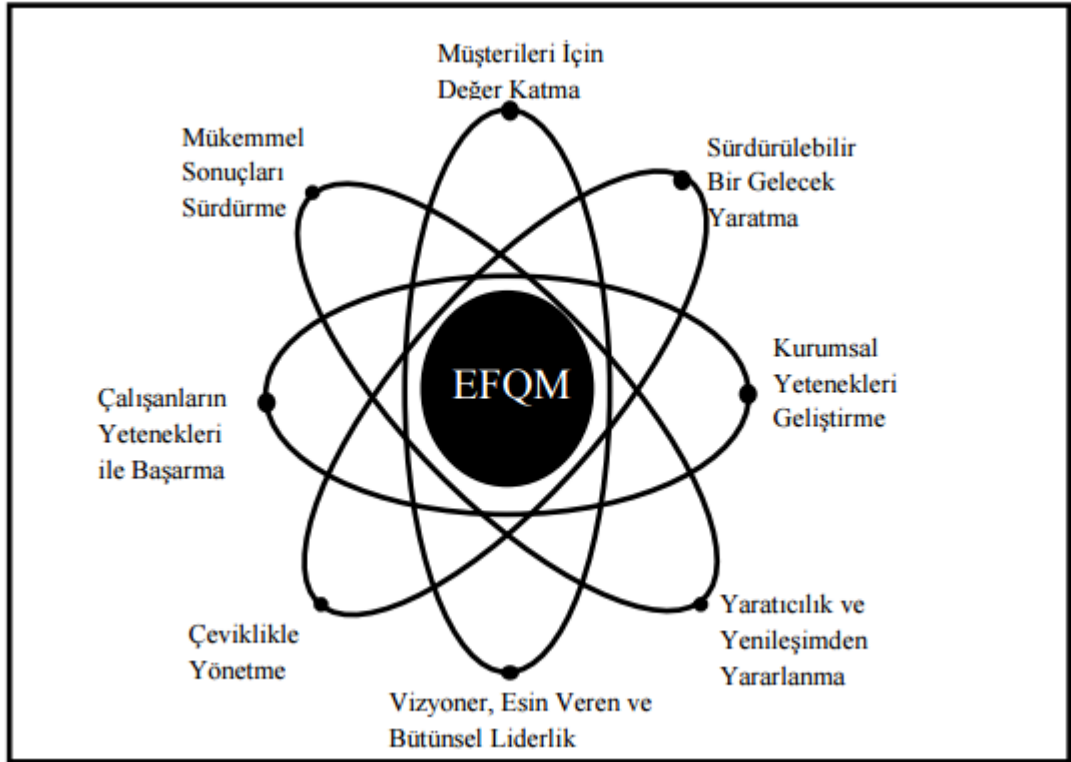 Müşterileri İçin
Değer Katma
Mükemmel
Sonuçları
Sürdürme
Sürdürülebilir
Bir Gelecek
Yaratma
EFQM
Kurumsal
Yetenekleri
Geliştirme
Çalışanların
Yetenekleri
ile Başarma
Çeviklikle
Yönetme
Yaratıcılık ve
Yenileşimden
Yararlanma
Vizyoner, Esin Veren ve
Bütünsel Liderlik